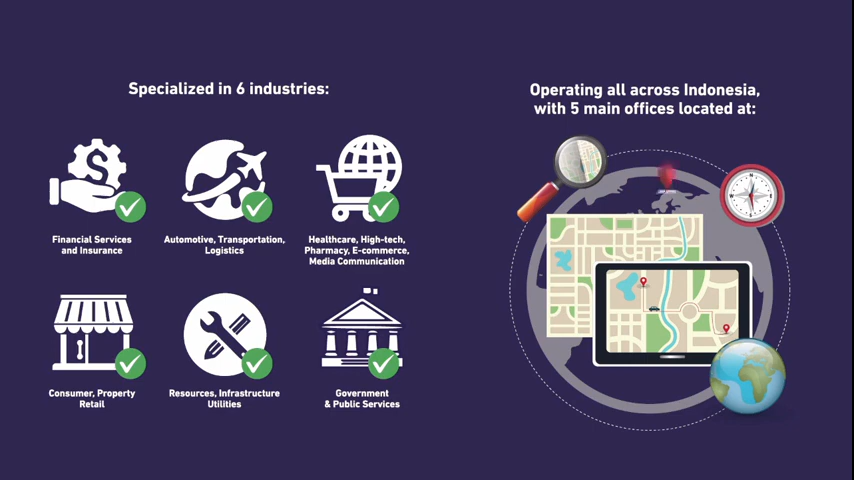 Specialized in 6 industries:
Financial Services
and Insurance
Automotive, Transportation,
Logistics
Healthcare, High-tech,
Pharmacy, E-commerce,
Media Communication
Consumer, Property
Retail
Resources, Infrastructure
Utilities
Government
& Public Services
Operating all across Indonesia,
with 5 main offices located at:
N
E
S
W